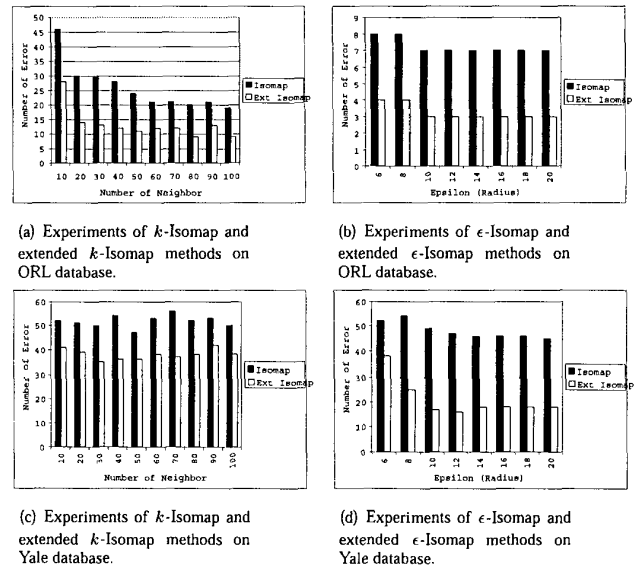 50
45
40
35
30
25
20
15
10
5
0
Number of Error
10 20 30 40 50 60 70 80 90 100
Number of Neighbor
Isomap
Ext Isomap
9
8
7
6
5
4
3
2
1
0
Number of Error
6 8 10 12 14 16 18 20
Epsilon (Radius)
Isomap
Ext Isomap
(a) Experiments of k-Isomap and
extended k-Isomap methods on
ORL database.
(b) Experiments of ϵ-Isomap and
extended ϵ-Isomap methods on
ORL database.
60
50
40
30
20
10
0
Number of Error
10 20 30 40 50 60 70 80 90 100
Number of Neighbor
Isomap
Ext Isomap
60
50
40
30
20
10
0
Number of Error
6 8 10 12 14 16 18 20
Epsilon (Radius)
Isomap
Ext Isomap
(c) Experiments of k-Isomap and
extended k-Isomap methods on
Yale database.
(d) Experiments of ϵ-Isomap and
extended ϵ-Isomap methods on
Yale database.